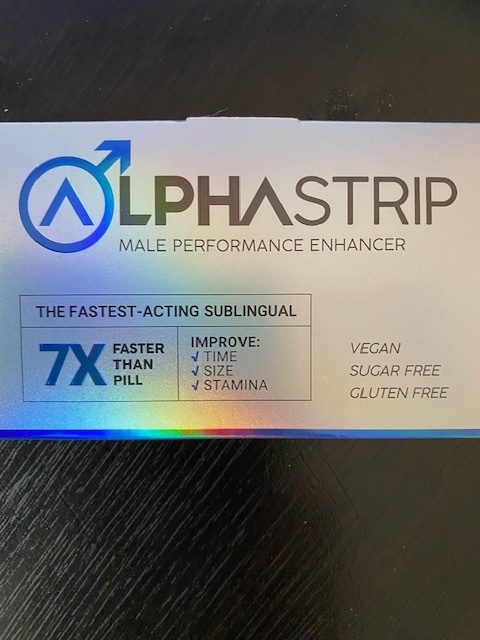 ΛLPHΛSTRIP
MALE PERFORMANCE ENHANCER
THE FASTEST-ACTING SUBLINGUAL
7X FASTER
THAN
PILL
IMPROVE:
√ TIME
√ SIZE
√ STAMINA
VEGAN
SUGAR FREE
GLUTEN FREE